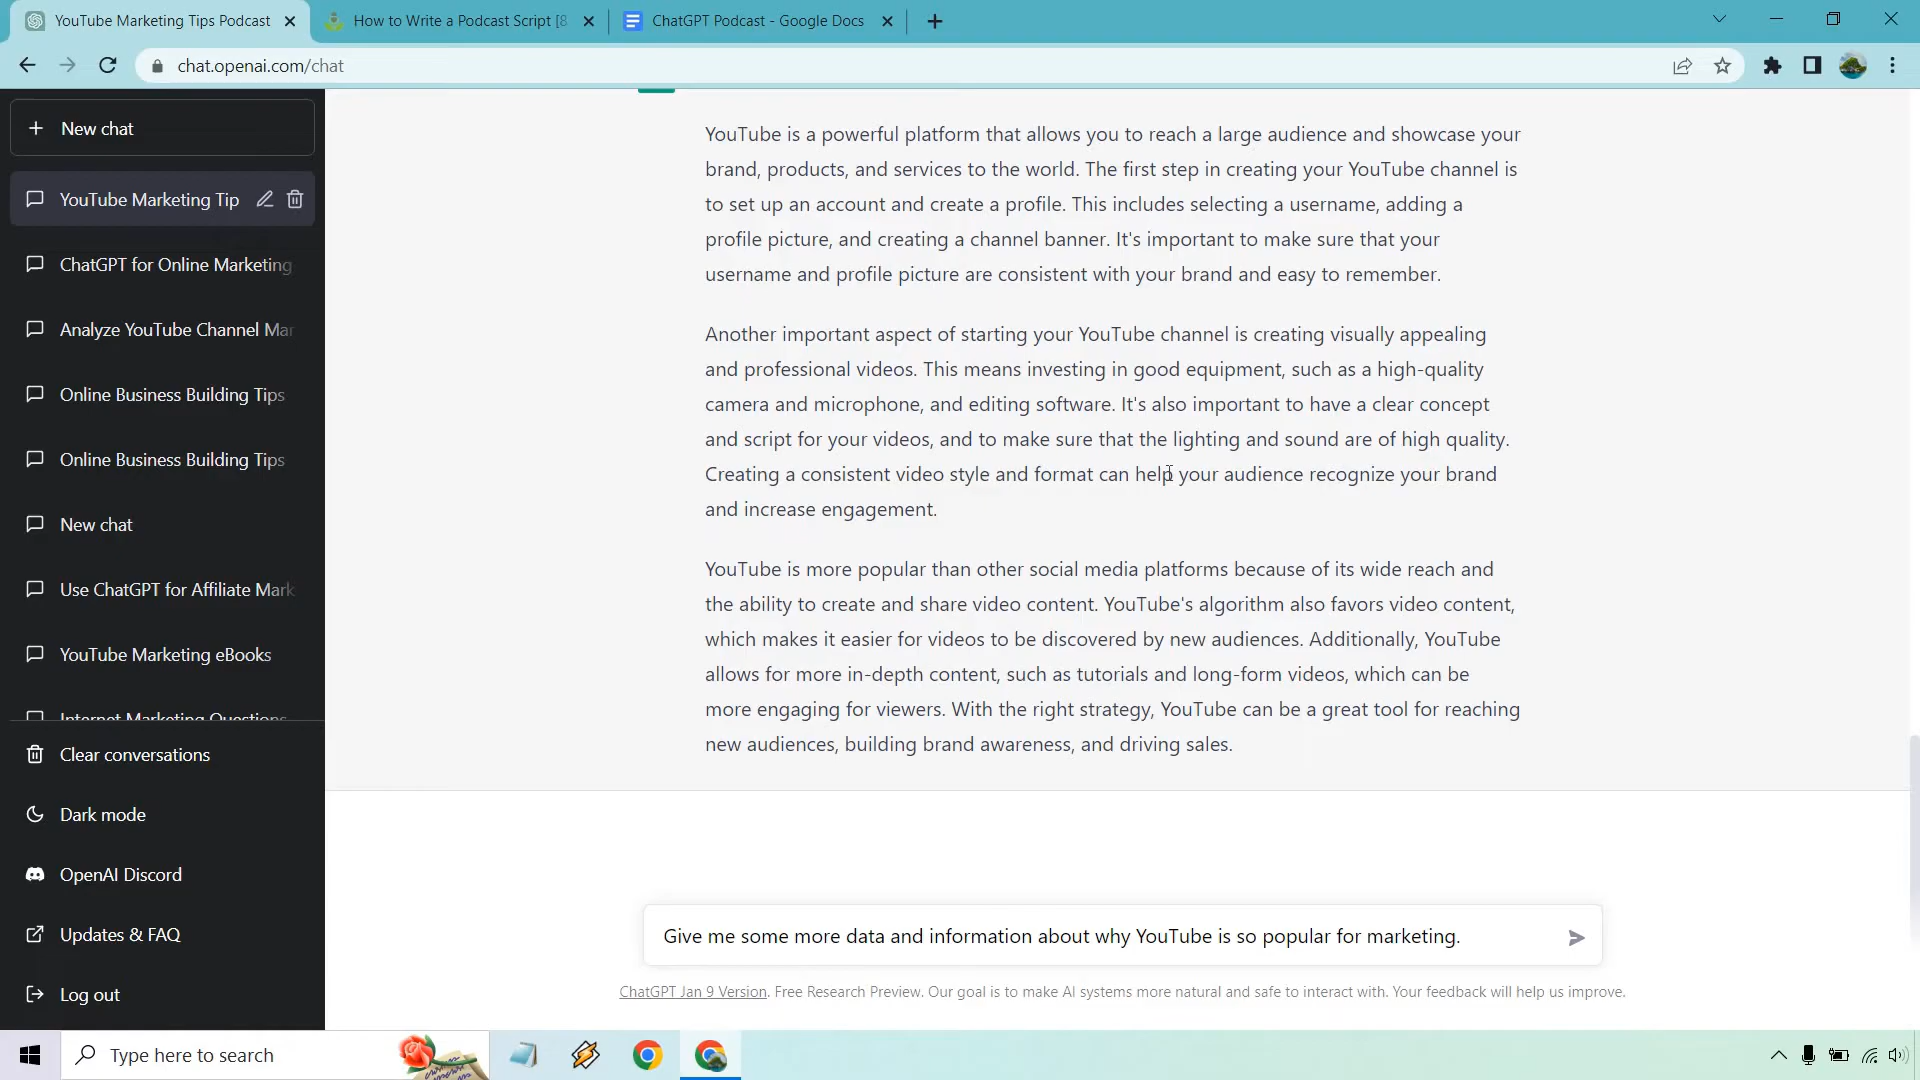 YouTube Marketing Tips Podcast
How to Write a Podcast Script [8
ChatGPT Podcast - Google Docs
chat.openai.com/chat
New chat
YouTube Marketing Tip
ChatGPT for Online Marketing
Analyze YouTube Channel Mar
Online Business Building Tips
Online Business Building Tips
New chat
Use ChatGPT for Affiliate Mark
YouTube Marketing eBooks
Internet Marketing Questions
Clear conversations
Dark mode
OpenAI Discord
Updates & FAQ
Log out
YouTube is a powerful platform that allows you to reach a large audience and showcase your
brand, products, and services to the world. The first step in creating your YouTube channel is
to set up an account and create a profile. This includes selecting a username, adding a
profile picture, and creating a channel banner. It's important to make sure that your
username and profile picture are consistent with your brand and easy to remember.
Another important aspect of starting your YouTube channel is creating visually appealing
and professional videos. This means investing in good equipment, such as a high-quality
camera and microphone, and editing software. It's also important to have a clear concept
and script for your videos, and to make sure that the lighting and sound are of high quality.
Creating a consistent video style and format can help your audience recognize your brand
and increase engagement.
YouTube is more popular than other social media platforms because of its wide reach and
the ability to create and share video content. YouTube's algorithm also favors video content,
which makes it easier for videos to be discovered by new audiences. Additionally, YouTube
allows for more in-depth content, such as tutorials and long-form videos, which can be
more engaging for viewers. With the right strategy, YouTube can be a great tool for reaching
new audiences, building brand awareness, and driving sales.
Give me some more data and information about why YouTube is so popular for marketing.
ChatGPT Jan 9 Version. Free Research Preview. Our goal is to make AI systems more natural and safe to interact with. Your feedback will help us improve.
Type here to search